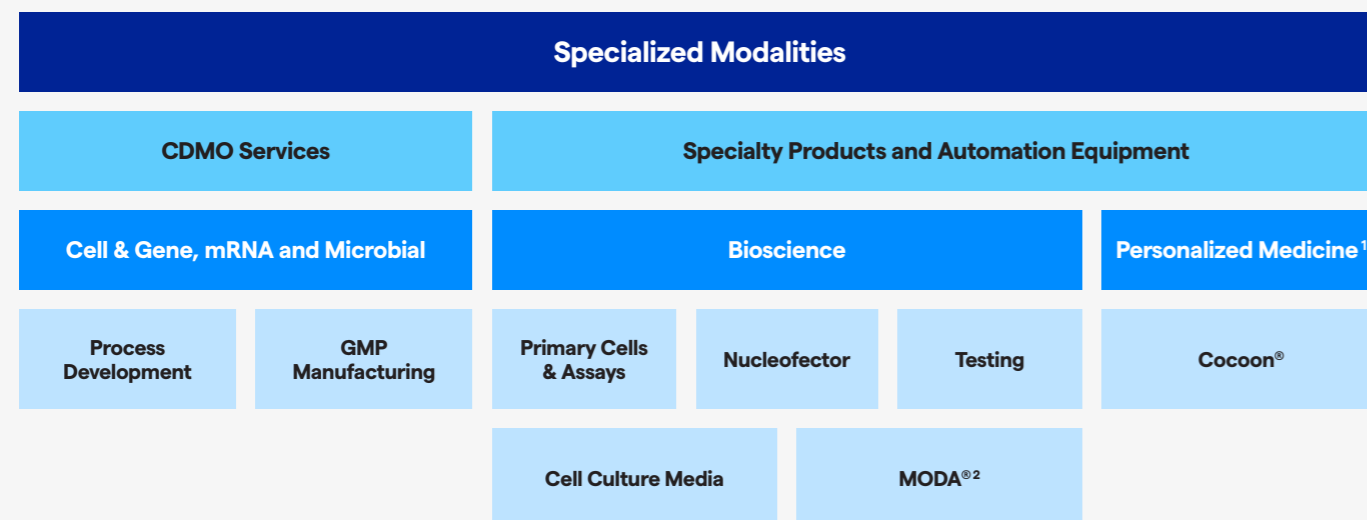 Specialized Modalities
CDMO Services
Specialty Products and Automation Equipment
Cell & Gene, mRNA and Microbial
Bioscience
Personalized Medicine¹
Process
Development
GMP
Manufacturing
Primary Cells
& Assays
Nucleofector
Testing
Cocoon®
Cell Culture Media
MODA®²